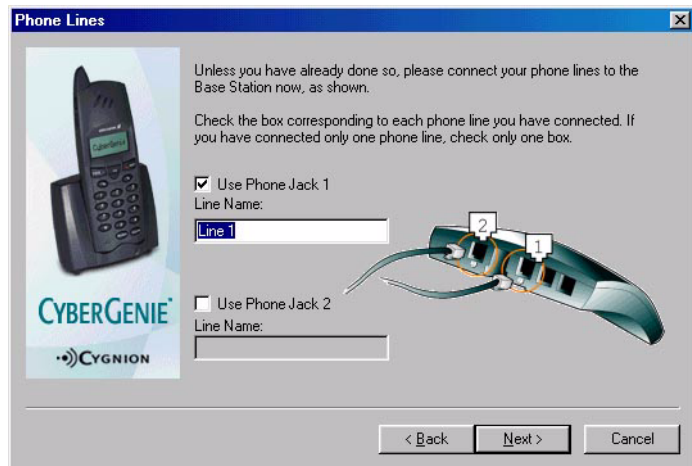 Phone Lines
Unless you have already done so, please connect your phone lines to the
Base Station now, as shown.
Check the box corresponding to each phone line you have connected. If
you have connected only one phone line, check only one box.
Use Phone Jack 1
Line Name:
Line 1
2
1
Use Phone Jack 2
Line Name:
CyberGenie
CYBERGENIE
CYGNION
< Back
Next >
Cancel